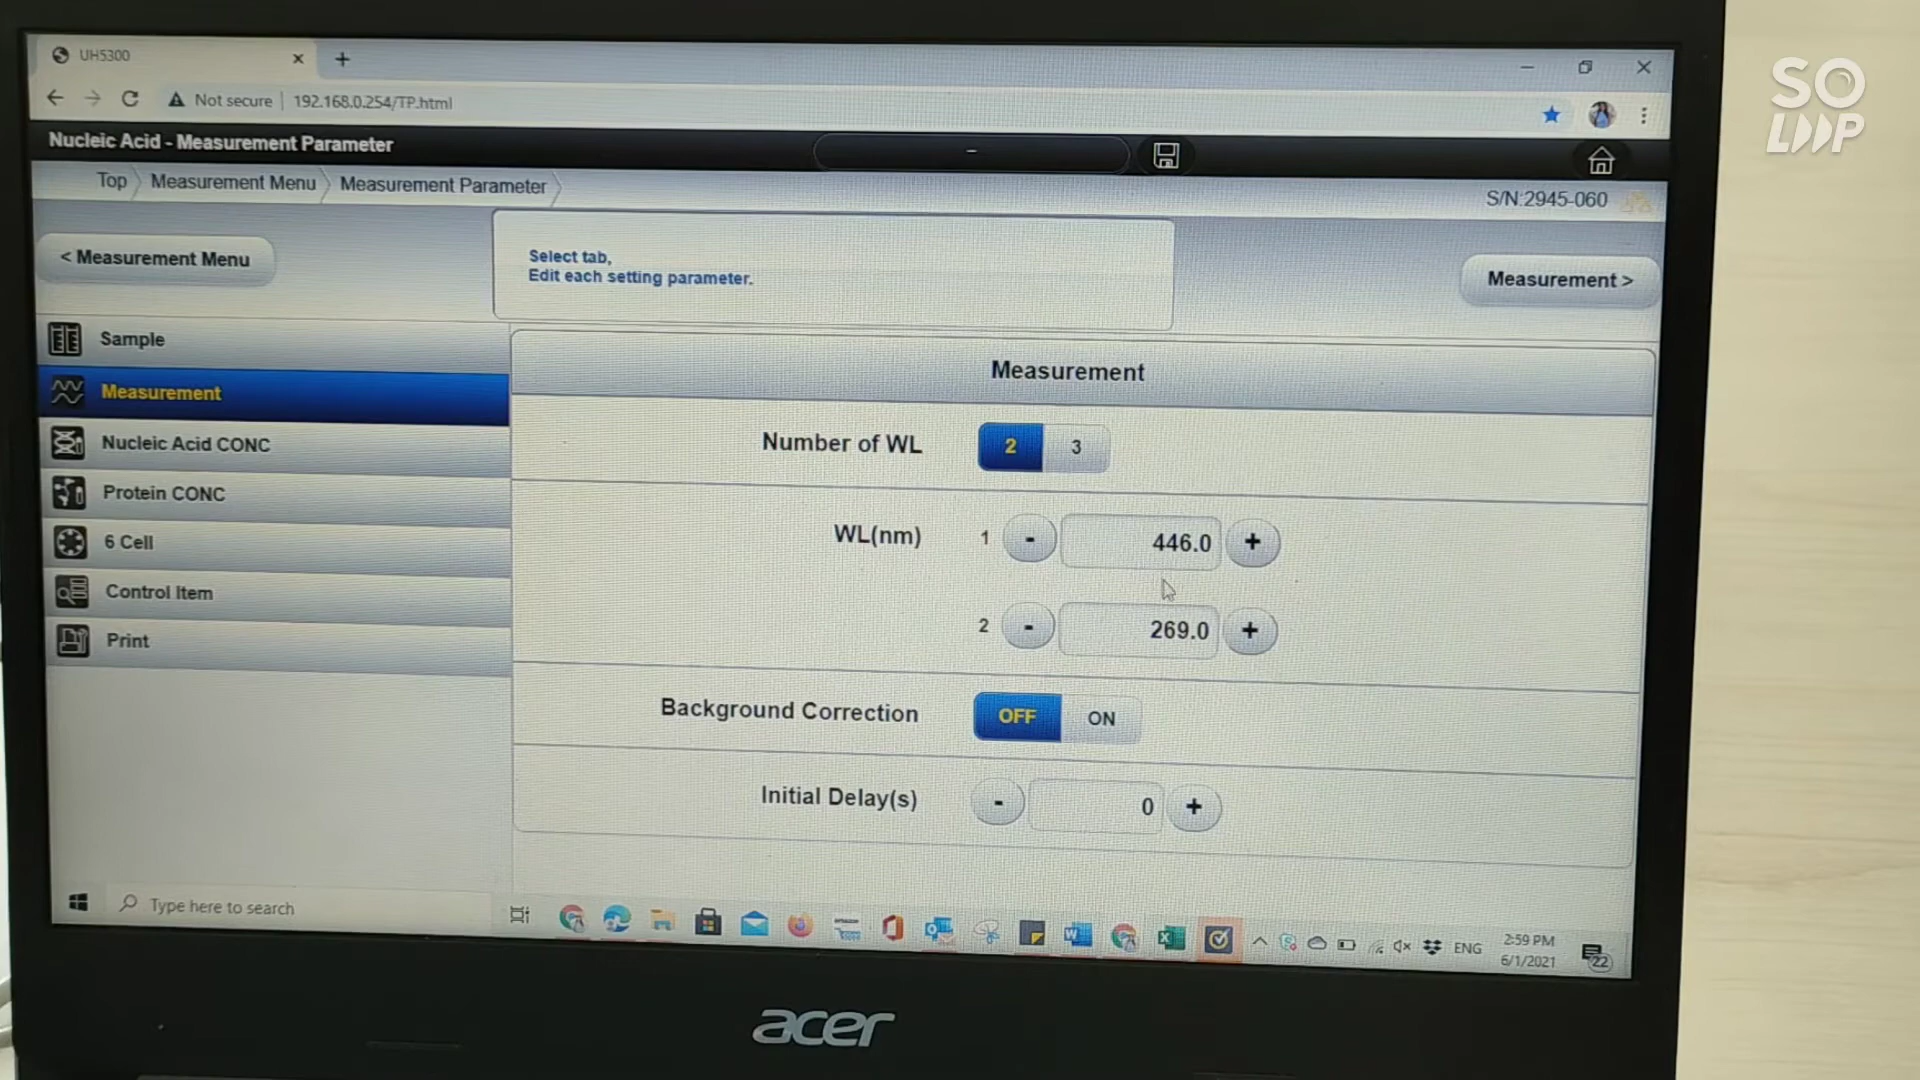 UH5300
Not secure
192.168.0.254/TP.html
SO
LOOP
Nucleic Acid - Measurement Parameter
-
Top
Measurement Menu
Measurement Parameter
S/N:2945-060
< Measurement Menu
Select tab,
Edit each setting parameter.
Measurement >
Sample
Measurement
Nucleic Acid CONC
Protein CONC
6 Cell
Control Item
Print
Measurement
Number of WL
2
3
WL(nm)
1
-
446.0
+
2
-
269.0
+
Background Correction
OFF
ON
Initial Delay(s)
-
0
+
Type here to search
ENG
2:59 PM
6/1/2021
22
acer